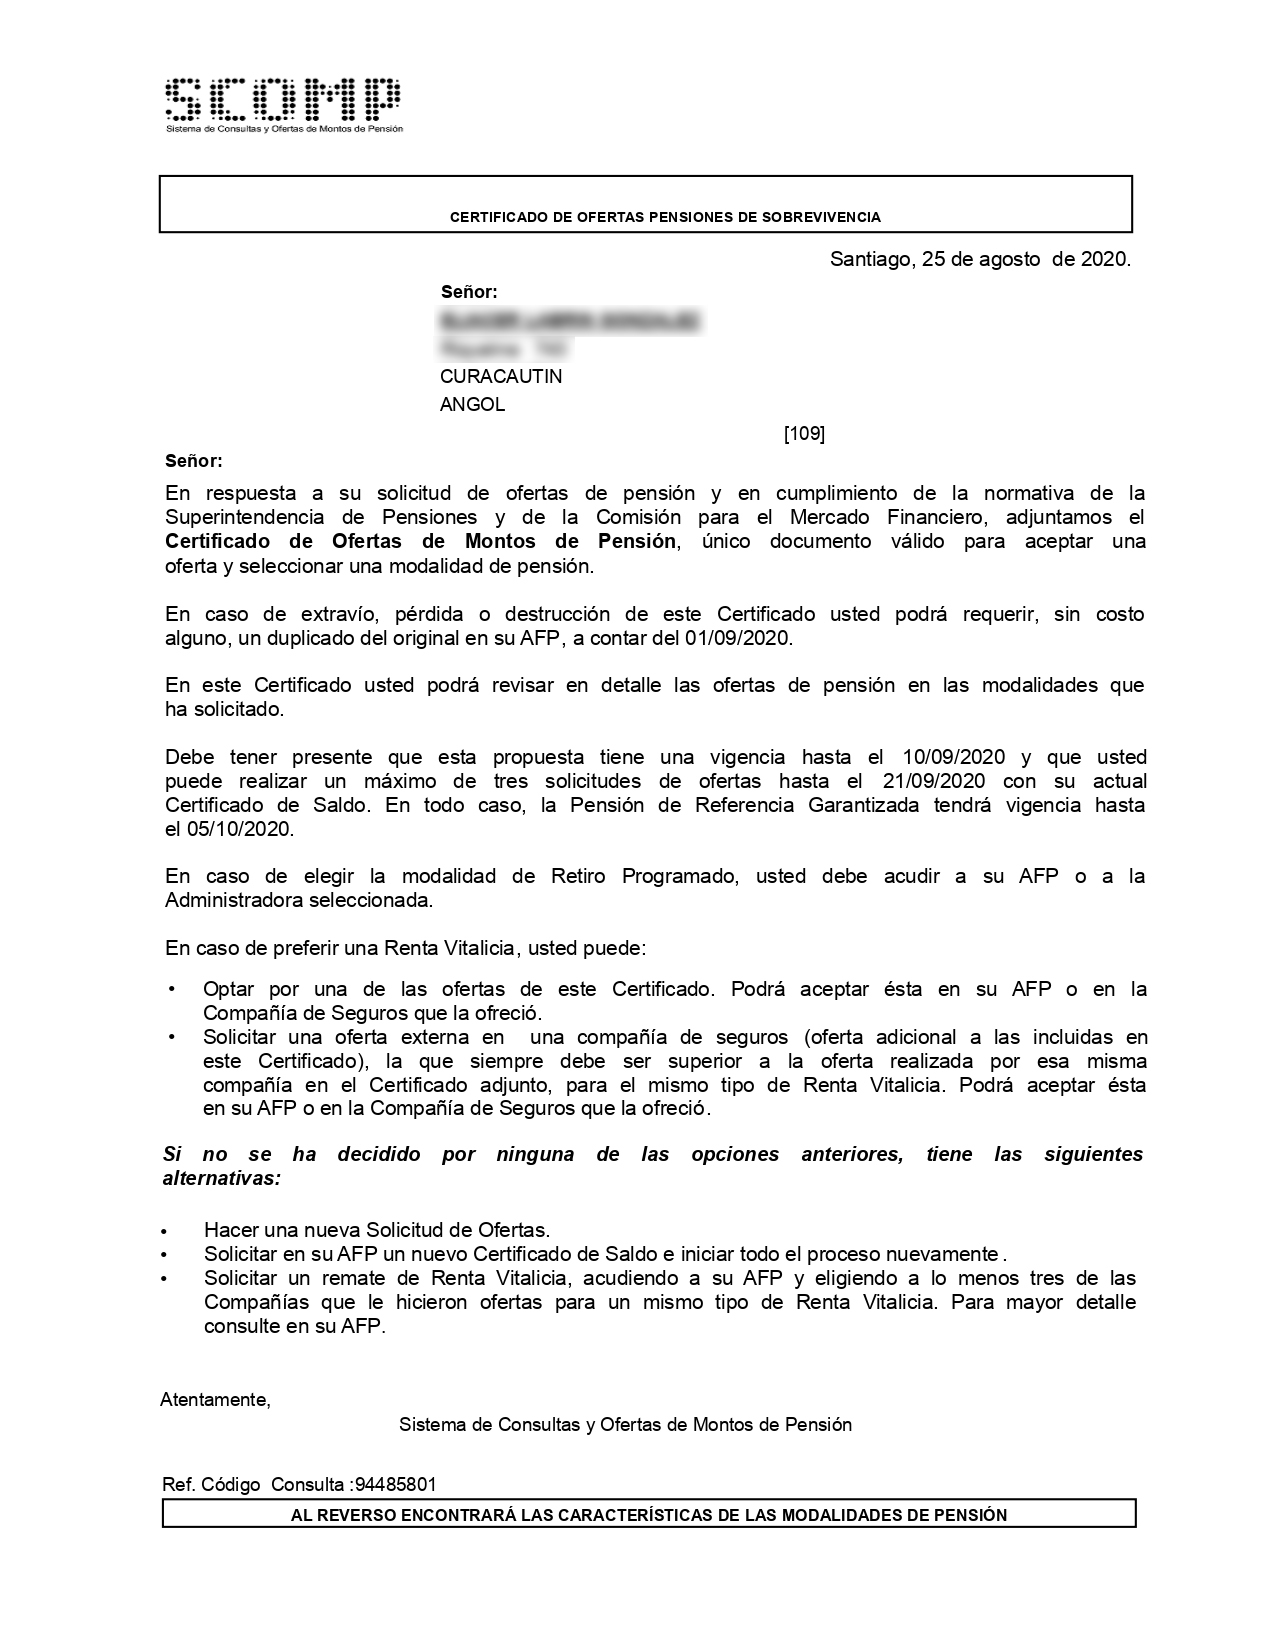 SCOMP
Sistema de Consultas y Ofertas de Montos de Pensión
CERTIFICADO DE OFERTAS PENSIONES DE SOBREVIVENCIA
Santiago, 25 de agosto de 2020.
Señor:
CURACAUTIN
ANGOL
[109]
Señor:
En respuesta a su solicitud de ofertas de pensión y en cumplimiento de la normativa de la
Superintendencia de Pensiones y de la Comisión para el Mercado Financiero, adjuntamos el
Certificado de Ofertas de Montos de Pensión, único documento válido para aceptar una
oferta y seleccionar una modalidad de pensión.
En caso de extravío, pérdida o destrucción de este Certificado usted podrá requerir, sin costo
alguno, un duplicado del original en su AFP, a contar del 01/09/2020.
En este Certificado usted podrá revisar en detalle las ofertas de pensión en las modalidades que
ha solicitado.
Debe tener presente que esta propuesta tiene una vigencia hasta el 10/09/2020 y que usted
puede realizar un máximo de tres solicitudes de ofertas hasta el 21/09/2020 con su actual
Certificado de Saldo. En todo caso, la Pensión de Referencia Garantizada tendrá vigencia hasta
el 05/10/2020.
En caso de elegir la modalidad de Retiro Programado, usted debe acudir a su AFP o a la
Administradora seleccionada.
En caso de preferir una Renta Vitalicia, usted puede:
• Optar por una de las ofertas de este Certificado. Podrá aceptar ésta en su AFP o en la
Compañía de Seguros que la ofreció.
• Solicitar una oferta externa en una compañía de seguros (oferta adicional a las incluidas en
este Certificado), la que siempre debe ser superior a la oferta realizada por esa misma
compañía en el Certificado adjunto, para el mismo tipo de Renta Vitalicia. Podrá aceptar ésta
en su AFP o en la Compañía de Seguros que la ofreció.
Si no se ha decidido por ninguna de las opciones anteriores, tiene las siguientes
alternativas:
• Hacer una nueva Solicitud de Ofertas.
• Solicitar en su AFP un nuevo Certificado de Saldo e iniciar todo el proceso nuevamente.
• Solicitar un remate de Renta Vitalicia, acudiendo a su AFP y eligiendo a lo menos tres de las
Compañías que le hicieron ofertas para un mismo tipo de Renta Vitalicia. Para mayor detalle
consulte en su AFP.
Atentamente,
Sistema de Consultas y Ofertas de Montos de Pensión
Ref. Código Consulta :94485801
AL REVERSO ENCONTRARÁ LAS CARACTERÍSTICAS DE LAS MODALIDADES DE PENSIÓN